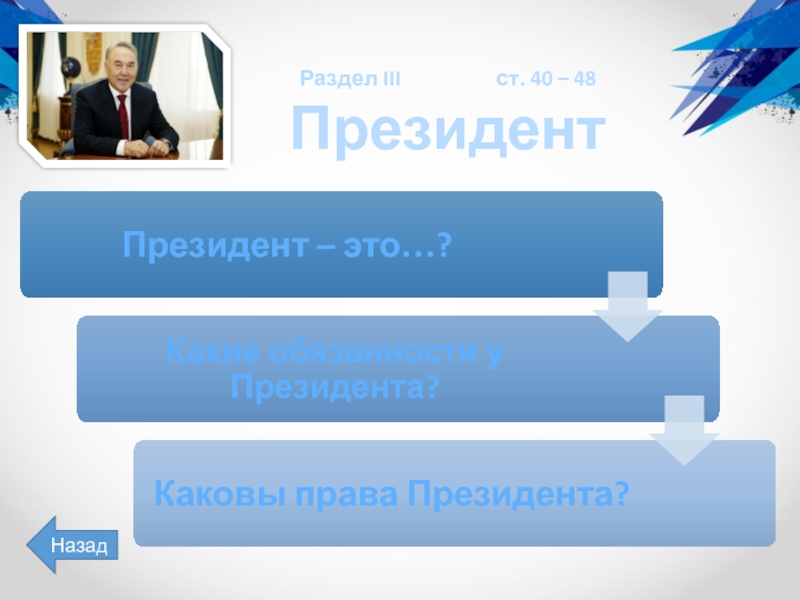 Раздел III ст. 40 – 48
Президент
Президент – это…?
Какие обязанности у
Президента?
Каковы права Президента?
Назад